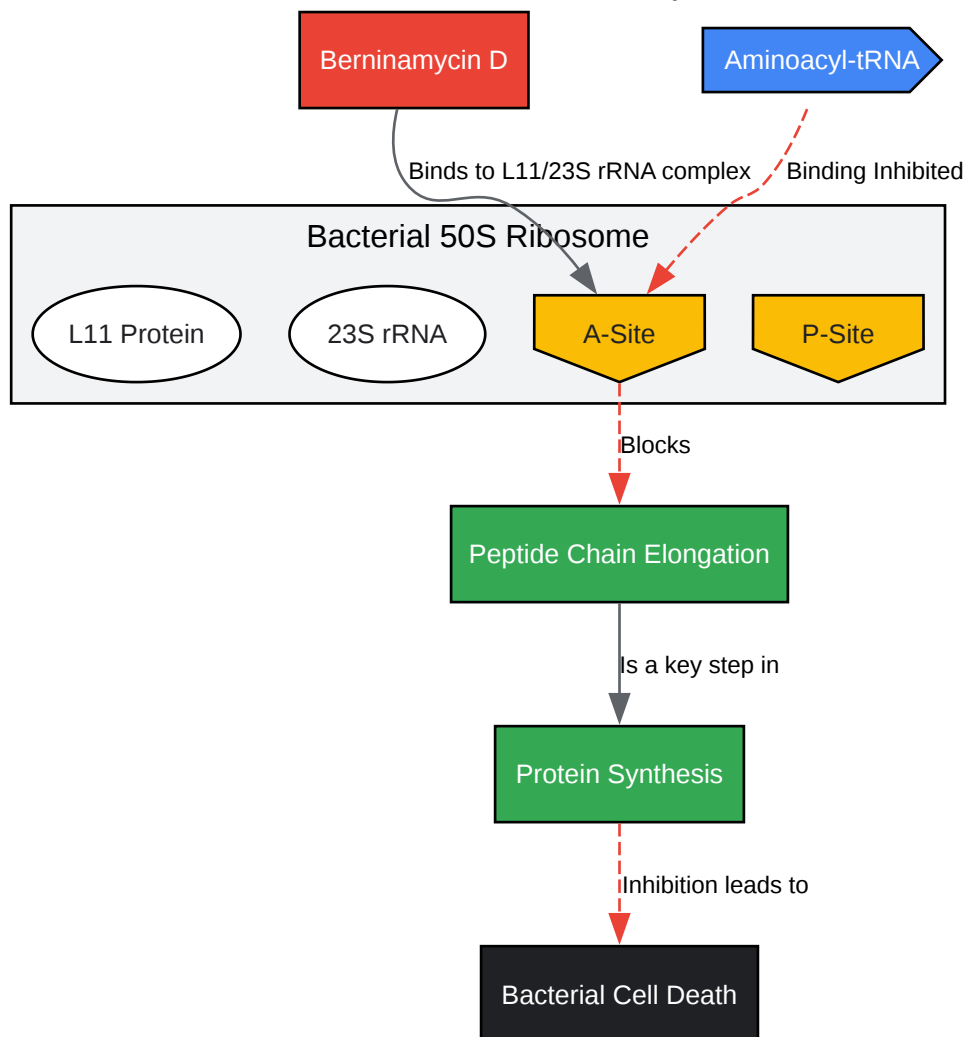 Berninamycin D
Aminoacyl-tRNA
Binds to L11/23S rRNA complex
Binding Inhibited
Bacterial 50S Ribosome
L11 Protein
23S rRNA
A-Site
P-Site
Blocks
Peptide Chain Elongation
Is a key step in
Protein Synthesis
Inhibition leads to
Bacterial Cell Death